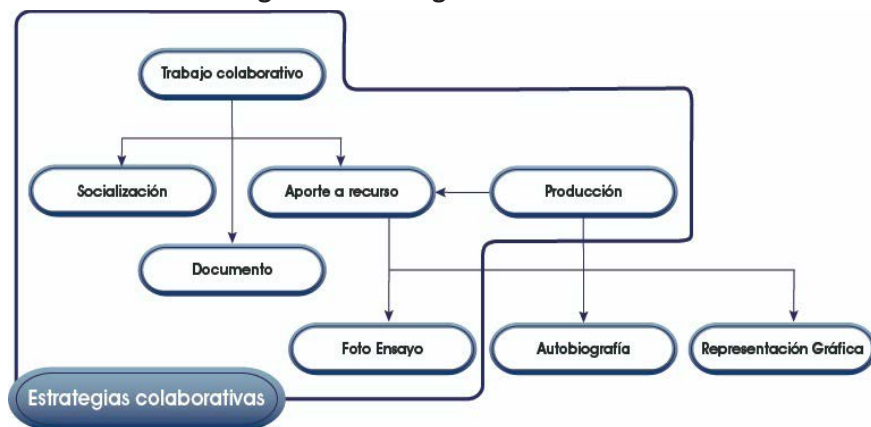 Trabajo colaborativo
Socialización
Aporte a recurso
Producción
Documento
Foto Ensayo
Autobiografía
Representación Gráfica
Estrategias colaborativas